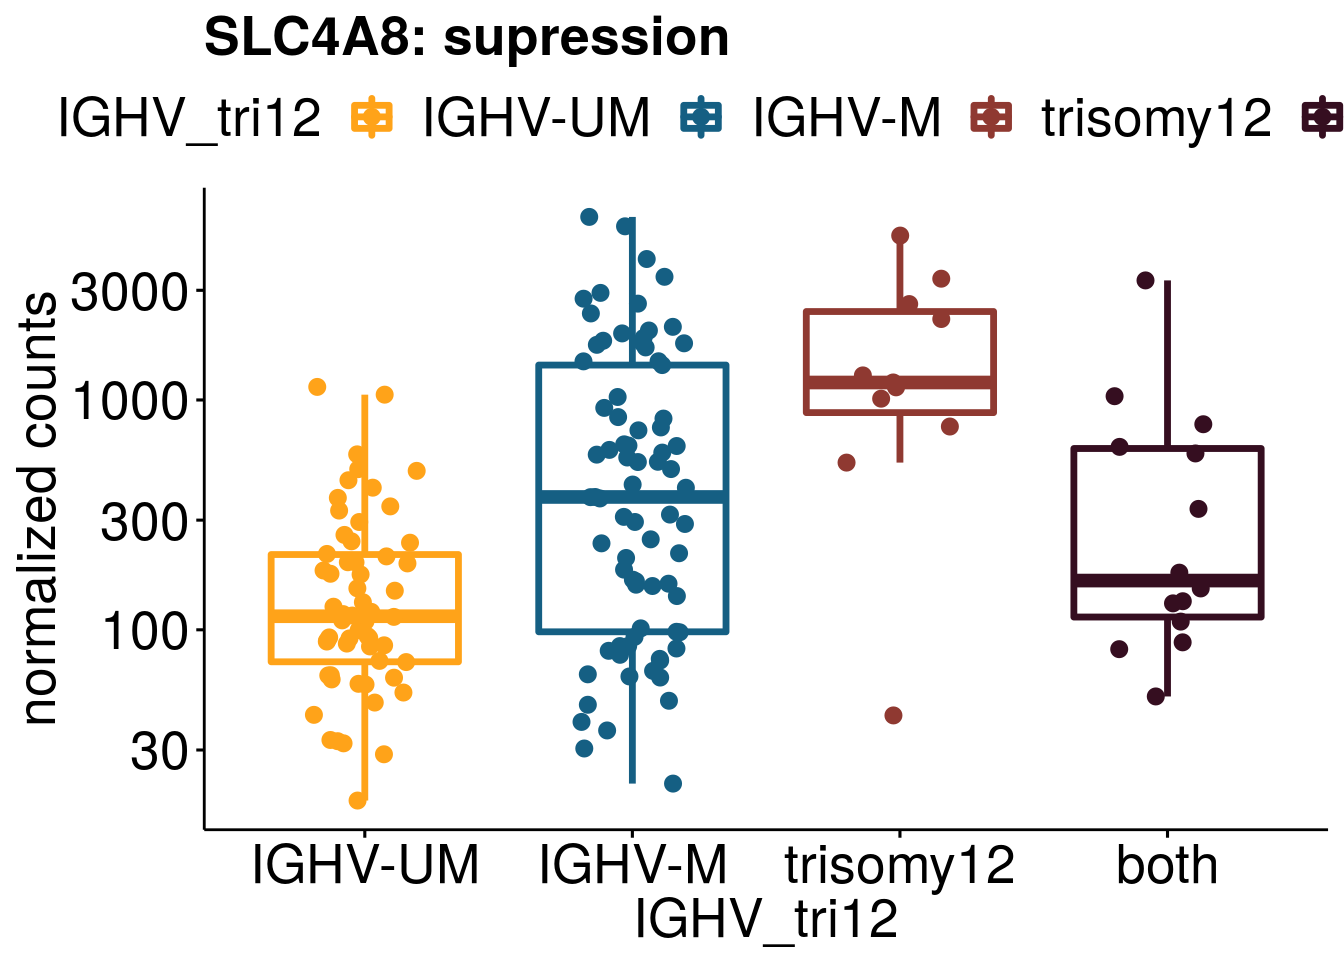 SLC4A8: supression
IGHV_tri12 IGHV-UM IGHV-M trisomy12
normalized counts
3000
1000
300
100
30
IGHV-UM IGHV-M trisomy12 both
IGHV_tri12